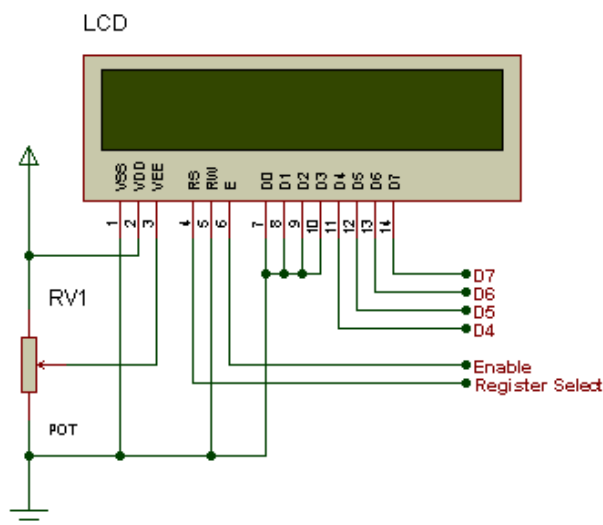 LCD
VSS
VDD
VEE
RS
RW
E
D0
D1
D2
D3
D4
D5
D6
D7
1
2
3
4
5
6
7
8
9
10
11
12
13
14
D7
D6
D5
D4
Enable
Register Select
RV1
POT